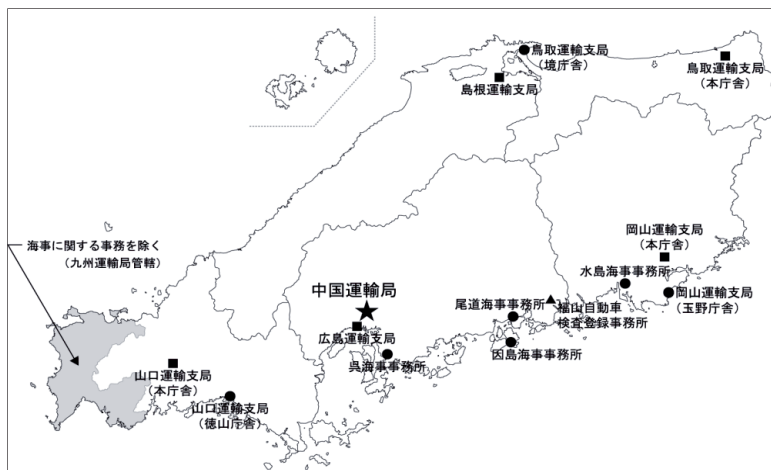 鳥取運輸支局
（境庁舎）
鳥取運輸支局
（本庁舎）
島根運輸支局
海事に関する事務を除く
（九州運輸局管轄）
岡山運輸支局
（本庁舎）
水島海事事務所
岡山運輸支局
（玉野庁舎）
中国運輸局
尾道海事事務所
福山自動車
検査登録事務所
広島運輸支局
因島海事事務所
呉海事事務所
山口運輸支局
（本庁舎）
山口運輸支局
（徳山庁舎）